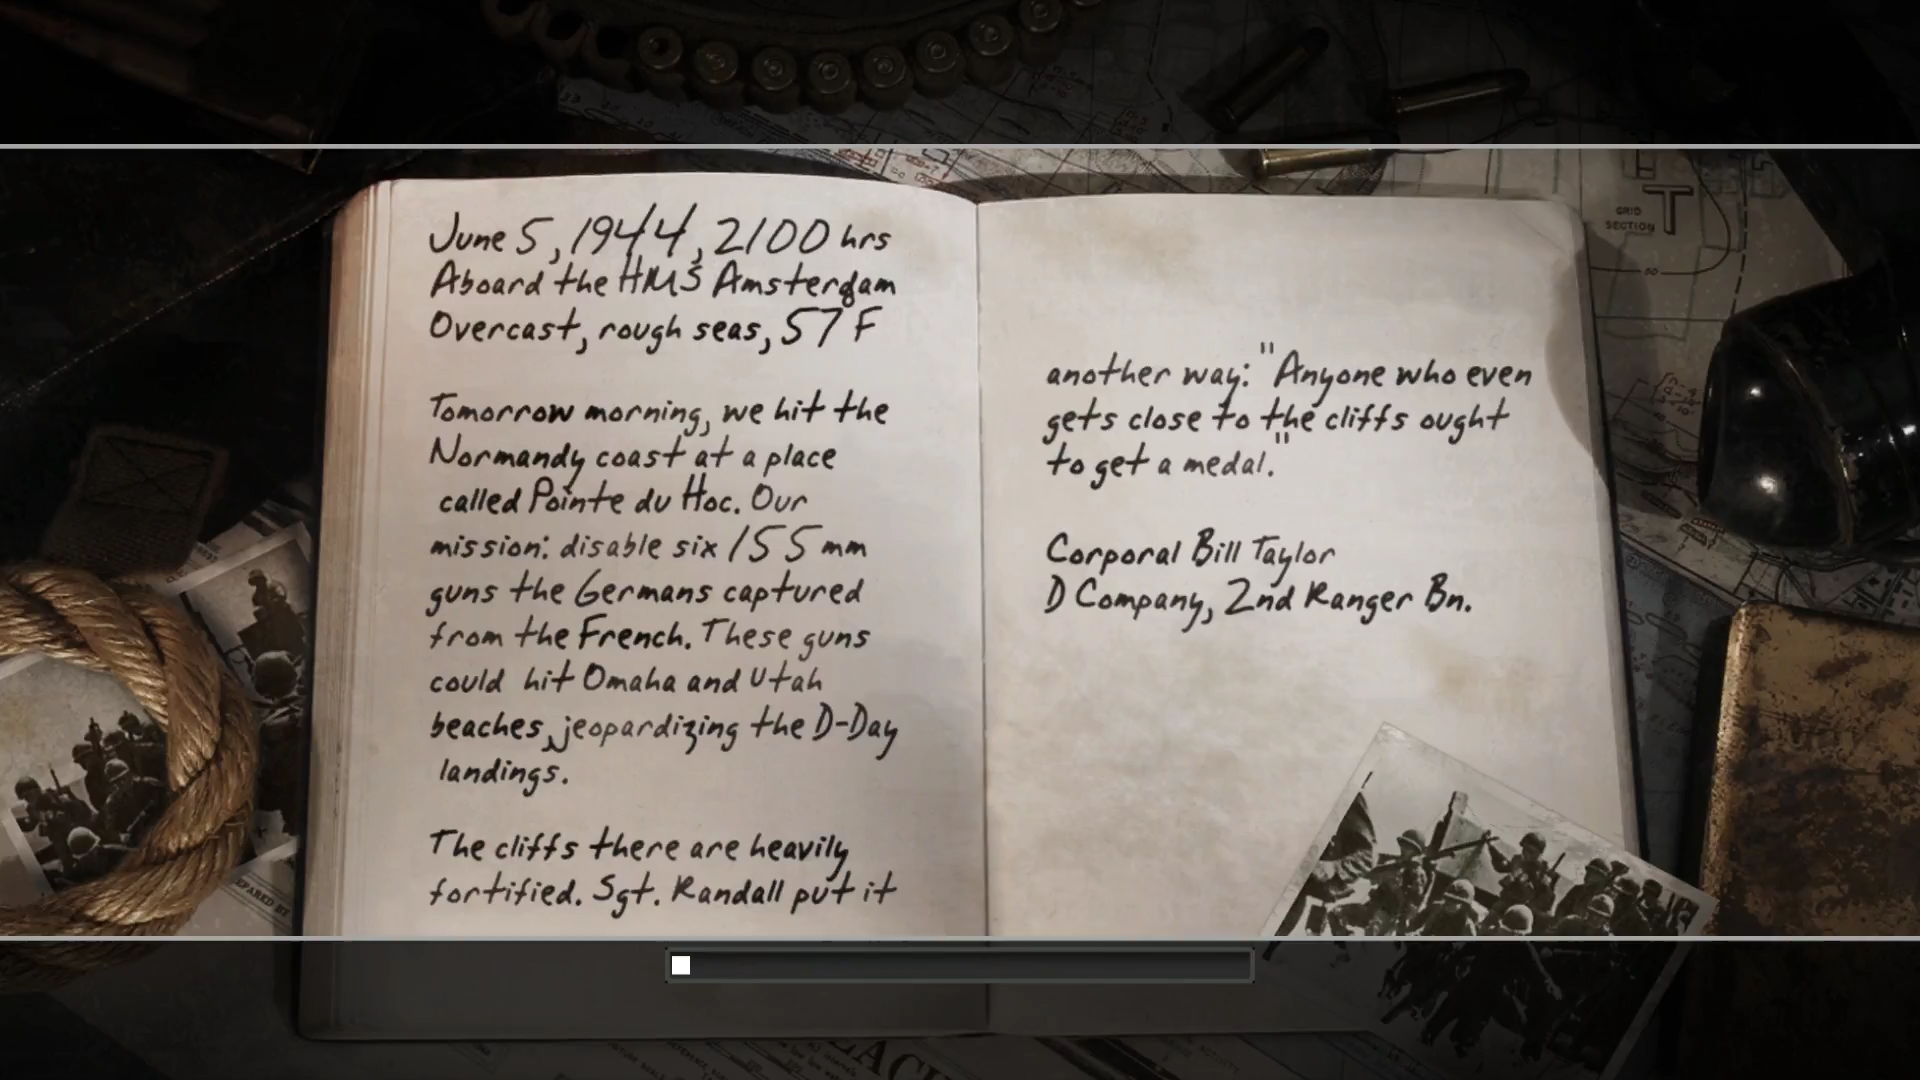 June 5, 1944, 2100 hrs
Aboard the HMS Amsterdam
Overcast, rough seas, 57 F
Tomorrow morning, we hit the
Normandy coast at a place
called Pointe du Hoc. Our
mission: disable six 155 mm
guns the Germans captured
from the French. These guns
could hit Omaha and Utah
beaches, jeopardizing the D-Day
landings.
The cliffs there are heavily
fortified. Sgt. Randall put it
another way: "Anyone who even
gets close to the cliffs ought
to get a medal."
Corporal Bill Taylor
D Company, 2nd Ranger Bn.
GRID
SECTION
T
EPARED BY